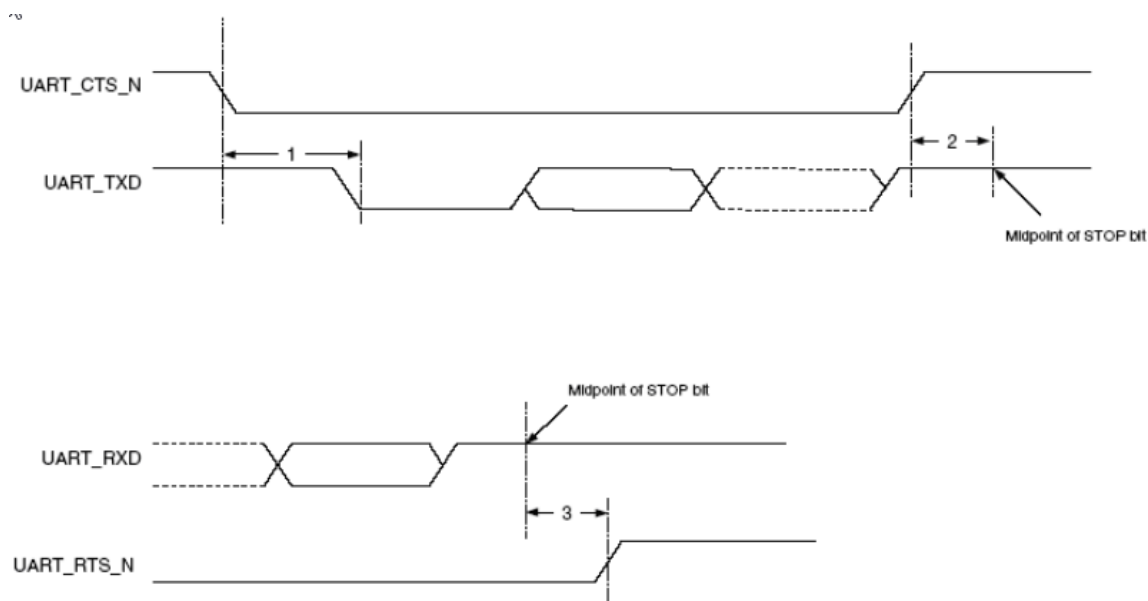 UART_CTS_N
1
2
UART_TXD
Midpoint of STOP bit
Midpoint of STOP bit
UART_RXD
3
UART_RTS_N